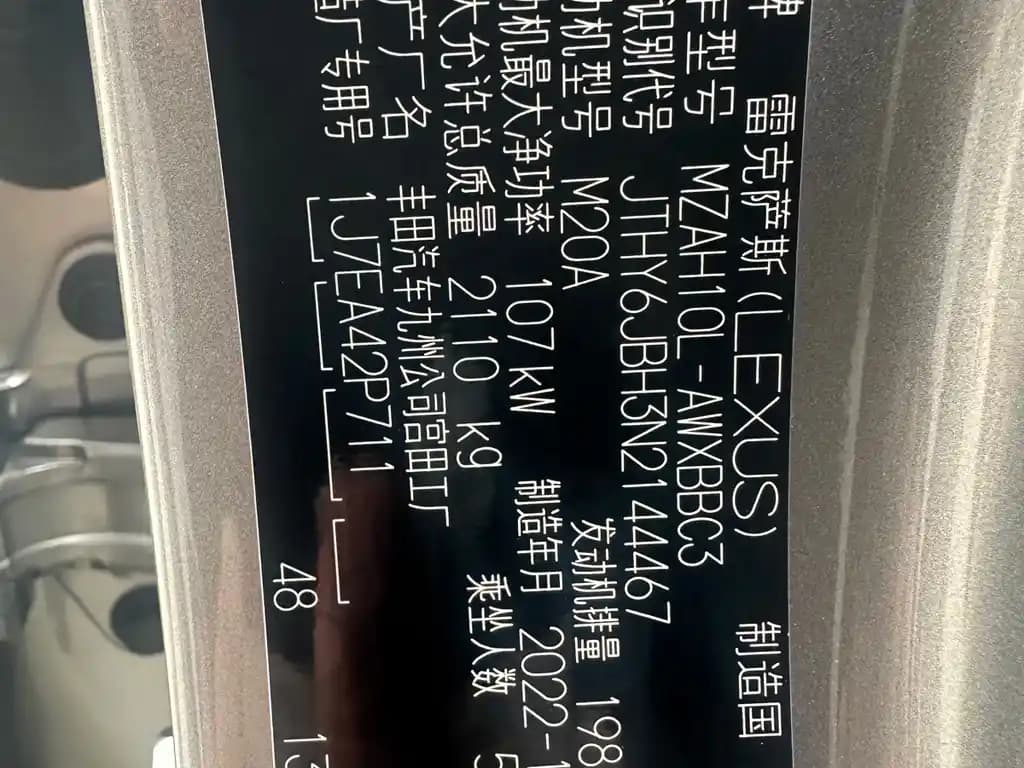 牌 雷克萨斯(LEXUS) 制造国
车型号 MZAH10L-AWXBBC3
识别代号 JTHY6JBH3N2144467
动机型号 M20A 发动机排量 198
动机最大净功率 107 kW 制造年月 2022-1
大允许总质量 2110 kg 乘坐人数 5
产厂名 丰田汽车九州公司宫田工厂
造厂专用号 1J7EA42P711
48 13